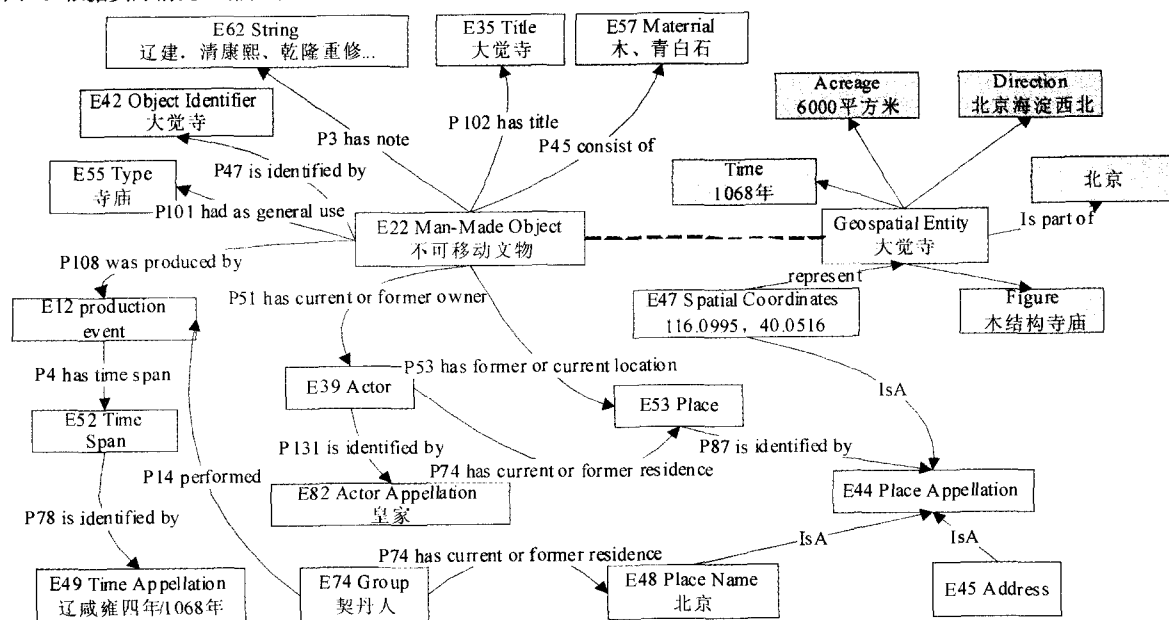 E62 String
辽建，清康熙、乾隆重修...
E35 Title
大觉寺
E57 Materrial
木、青白石
Acreage
6000平方米
Direction
北京海淀西北
E42 Object Identifier
大觉寺
P3 has note
P102 has title
P45 consist of
P47 is identified by
Time
1068年
北京
E55 Type
寺庙
P101 had as general use
E22 Man-Made Object
不可移动文物
Geospatial Entity
大觉寺
Is part of
P108 was produced by
represent
P51 has current or former owner
E47 Spatial Coordinates
116.0995，40.0516
Figure
木结构寺庙
E12 production
event
P4 has time span
P53 has former or current location
E39 Actor
E53 Place
IsA
E52 Time
Span
P131 is identified by
P87 is identified by
P14 performed
P74 has current or former residence
E82 Actor Appellation
皇家
E44 Place Appellation
P78 is identified by
IsA
IsA
P74 has current or former residence
E49 Time Appellation
辽咸雍四年/1068年
E74 Group
契丹人
E48 Place Name
北京
E45 Address